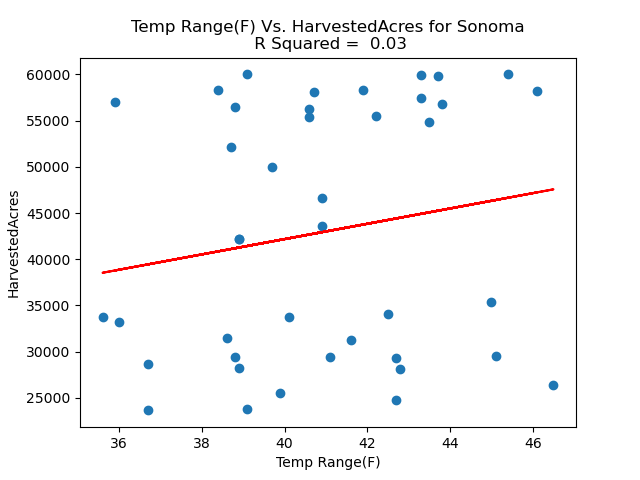 Temp Range(F) Vs. HarvestedAcres for Sonoma
R Squared = 0.03
60000
55000
50000
45000
40000
35000
30000
25000
HarvestedAcres
36 38 40 42 44 46
Temp Range(F)